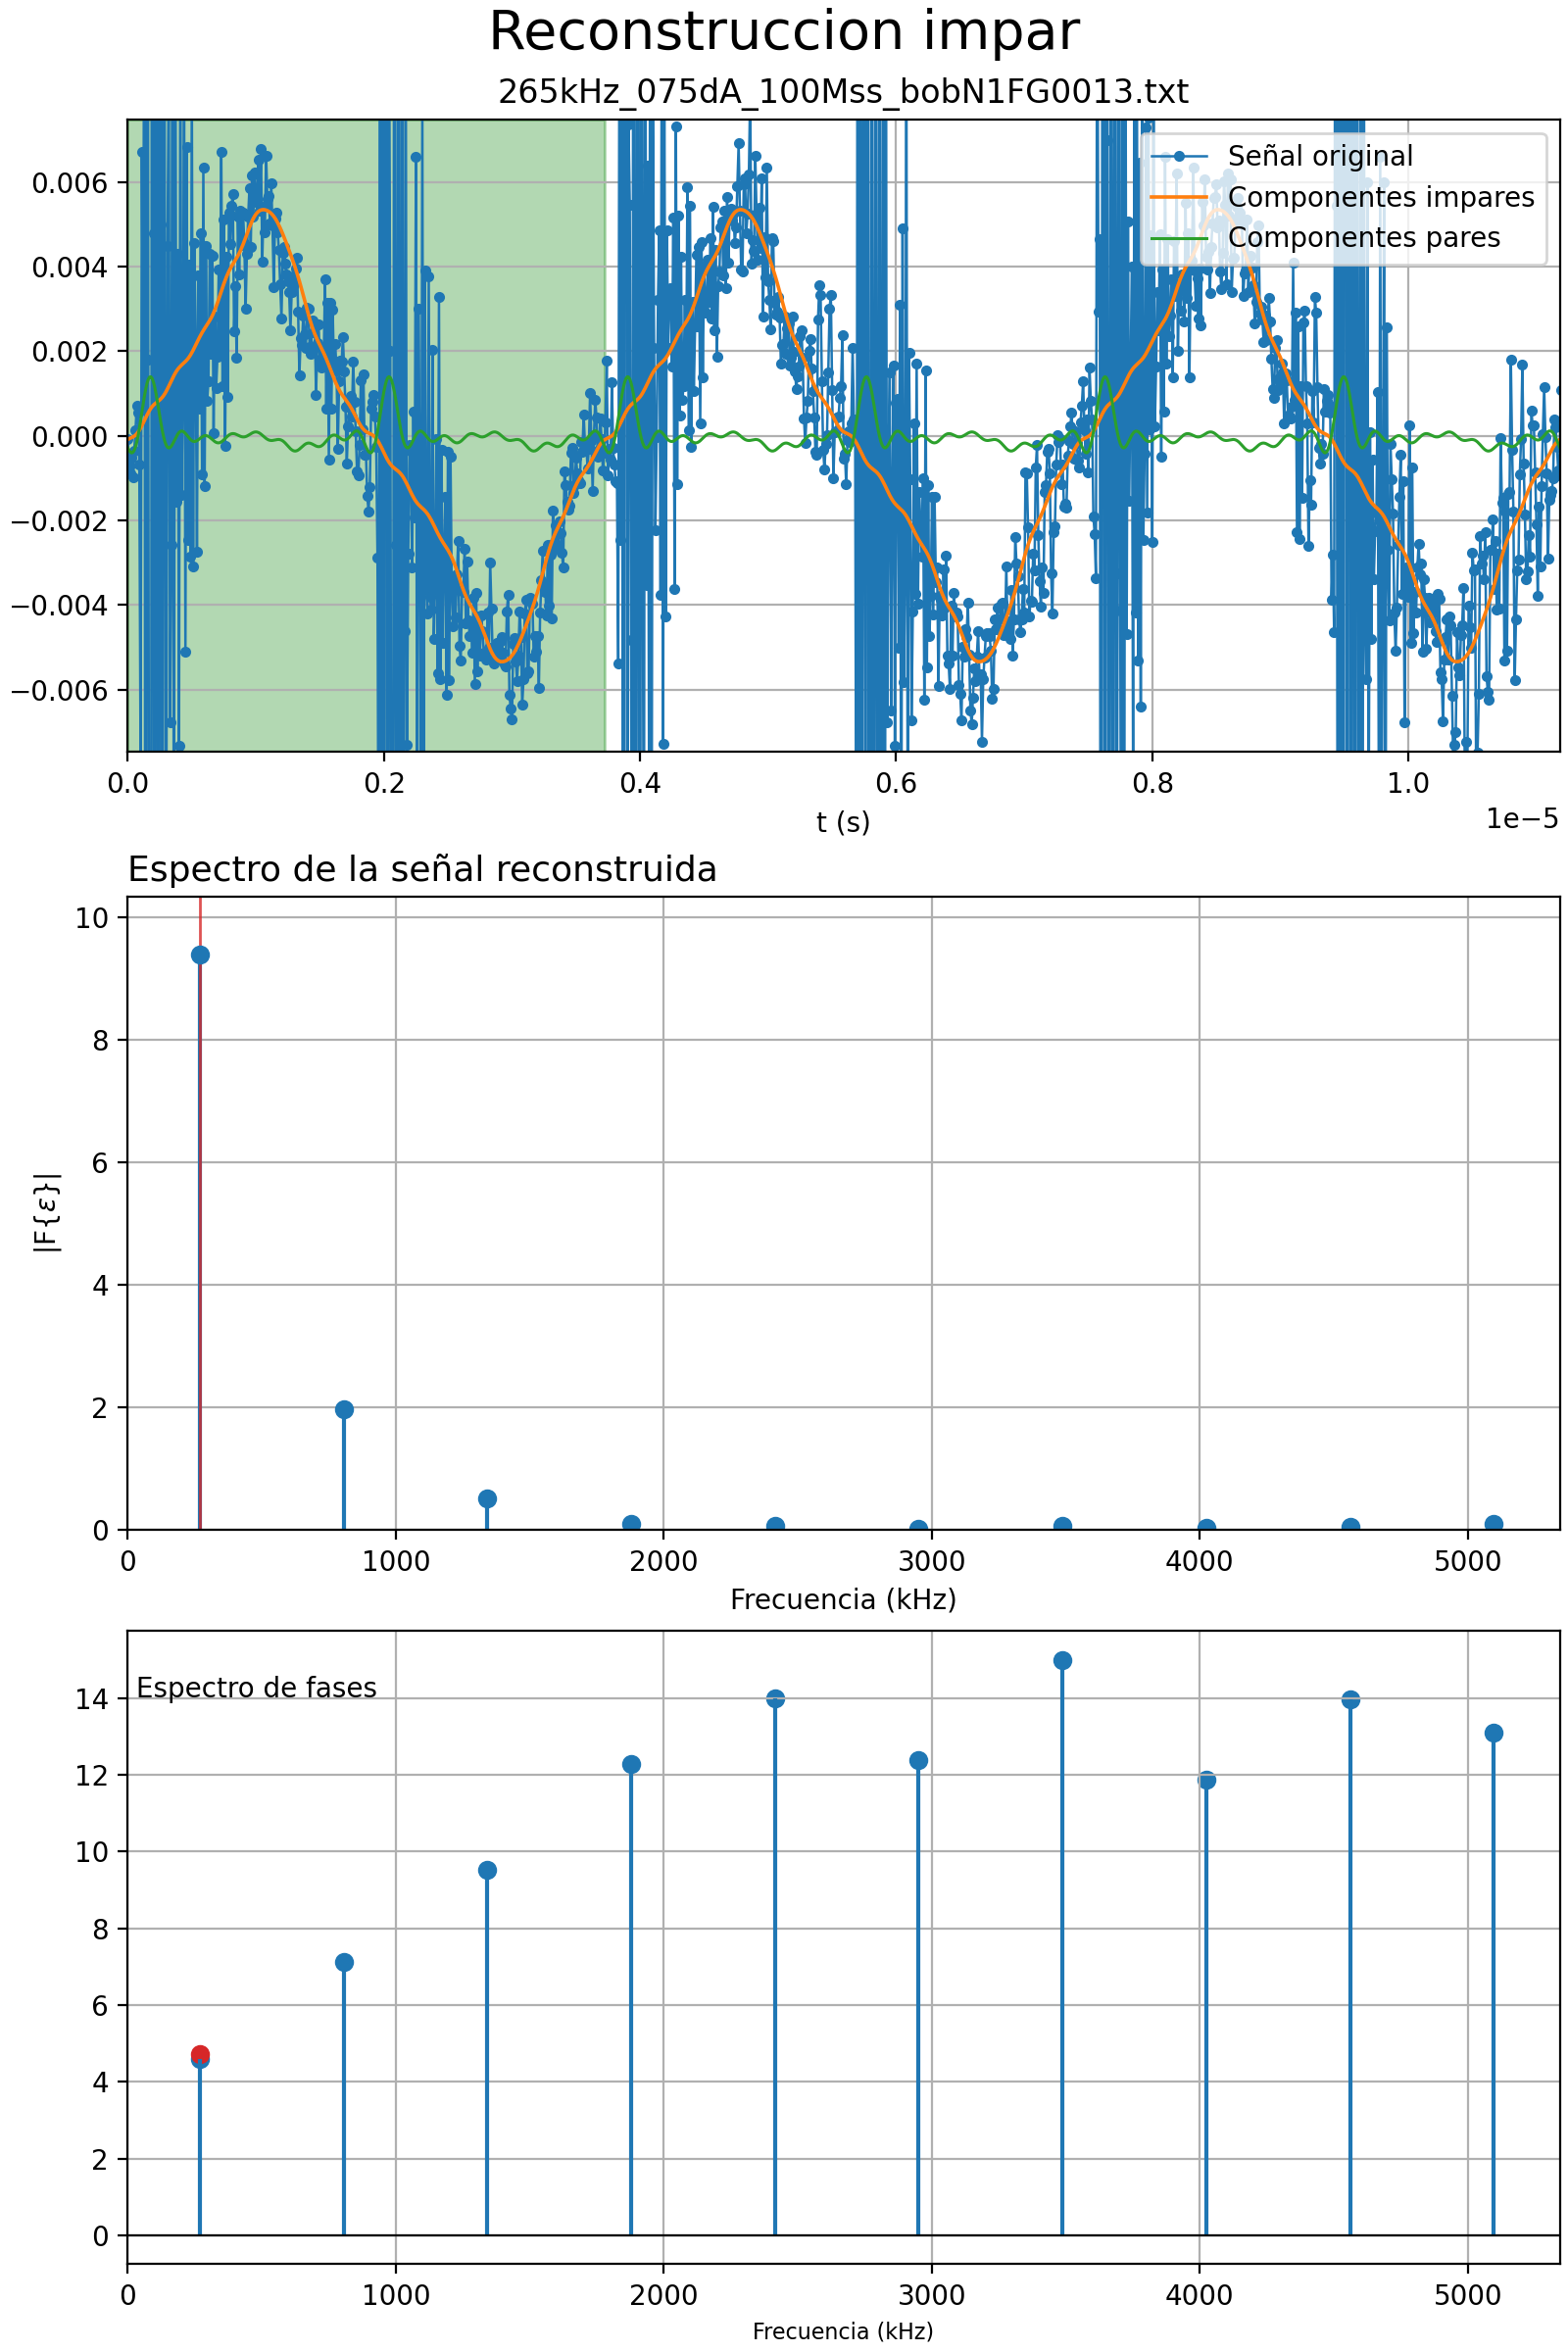 Reconstruccion impar
265kHz_075dA_100Mss_bobN1FG0013.txt
Señal original
Componentes impares
Componentes pares
0.006
0.004
0.002
0.000
−0.002
−0.004
−0.006
0.0 0.2 0.4 0.6 0.8 1.0
t (s)
1e−5
Espectro de la señal reconstruida
10
8
6
4
2
0
|F{ε}|
0 1000 2000 3000 4000 5000
Frecuencia (kHz)
Espectro de fases
14
12
10
8
6
4
2
0
0 1000 2000 3000 4000 5000
Frecuencia (kHz)